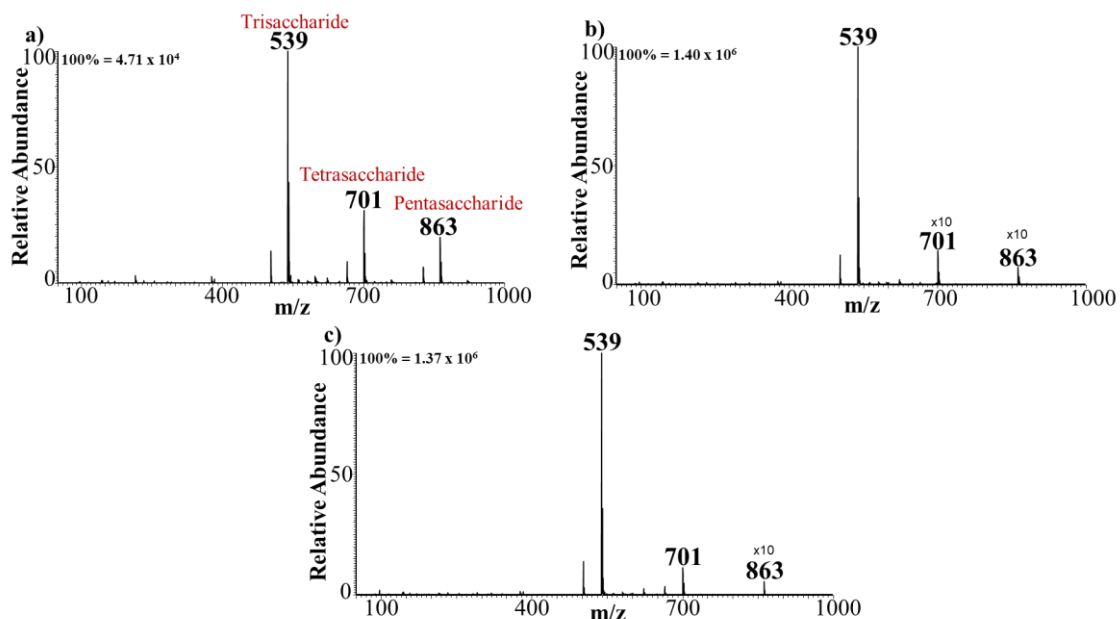 a)
Trisaccharide
539
100% = 4.71 x 10⁴
Tetrasaccharide
701
Pentasaccharide
863
Relative Abundance
100
50
0
100 400 700 1000
m/z
b)
539
100% = 1.40 x 10⁶
x10
701
x10
863
Relative Abundance
100
50
0
100 400 700 1000
m/z
c)
539
100% = 1.37 x 10⁶
701
x10
863
Relative Abundance
100
50
0
100 400 700 1000
m/z